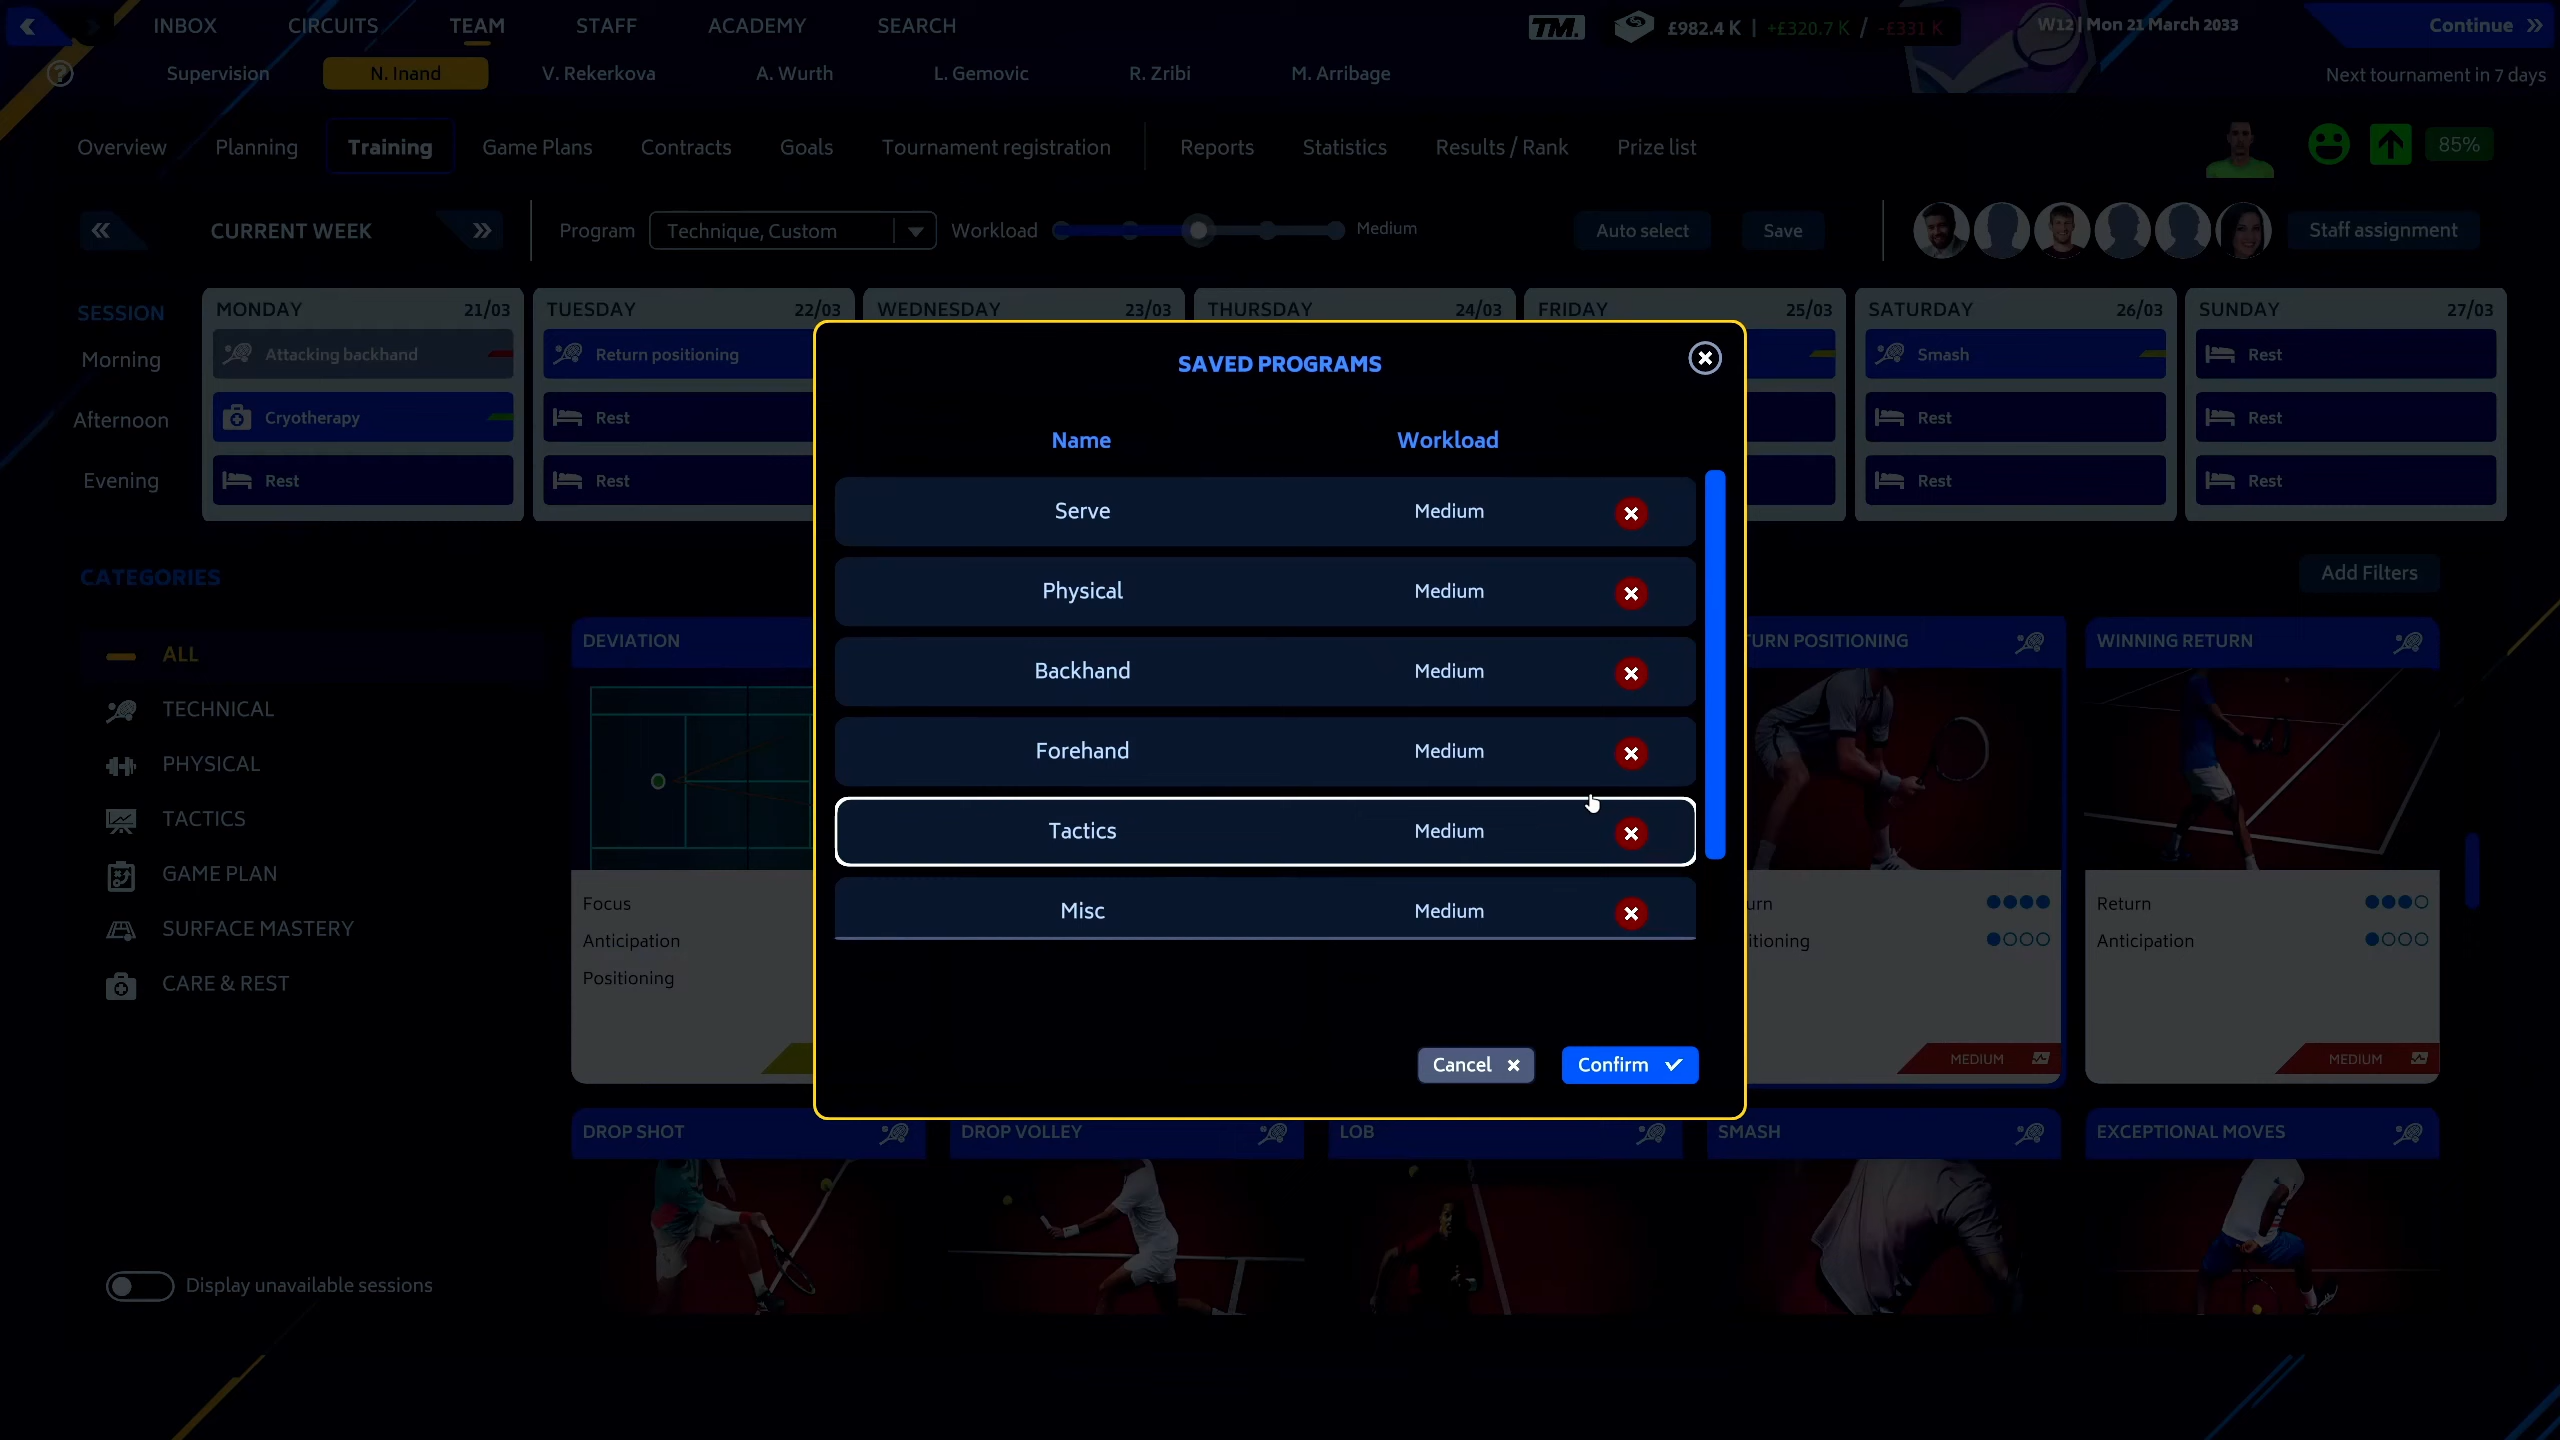 INBOX CIRCUITS TEAM STAFF ACADEMY SEARCH TM. £982.4 K | +£320.7 K / -£331 K W12 | Mon 21 March 2033 Continue
Supervision N. Inand V. Rekerkova A. Wurth L. Gemovic R. Zribi M. Arribage Next tournament in 7 days
Overview Planning Training Game Plans Contracts Goals Tournament registration Reports Statistics Results / Rank Prize list 85%
CURRENT WEEK Program Technique, Custom Workload Medium Auto select Save Staff assignment
SESSION MONDAY 21/03 TUESDAY 22/03 WEDNESDAY 23/03 THURSDAY 24/03 FRIDAY 25/03 SATURDAY 26/03 SUNDAY 27/03
Morning Attacking backhand Return positioning Smash Rest
Afternoon Cryotherapy Rest Rest Rest
Evening Rest Rest Rest Rest
SAVED PROGRAMS
Name Workload
Serve Medium
Physical Medium
Backhand Medium
Forehand Medium
Tactics Medium
Misc Medium
Cancel Confirm
CATEGORIES Add Filters
ALL
TECHNICAL
PHYSICAL
TACTICS
GAME PLAN
SURFACE MASTERY
CARE & REST
Display unavailable sessions
DEVIATION
Focus
Anticipation
Positioning
URN POSITIONING
urn
itioning
MEDIUM
WINNING RETURN
Return
Anticipation
MEDIUM
DROP SHOT DROP VOLLEY LOB SMASH EXCEPTIONAL MOVES